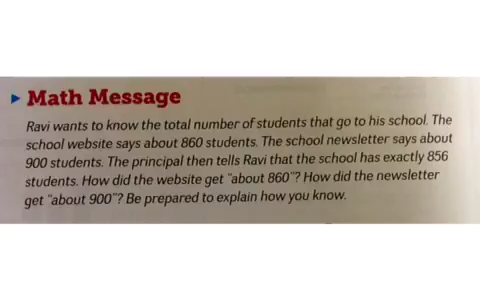 Math Message
Ravi wants to know the total number of students that go to his school. The
school website says about 860 students. The school newsletter says about
900 students. The principal then tells Ravi that the school has exactly 856
students. How did the website get "about 860"? How did the newsletter
get "about 900"? Be prepared to explain how you know.